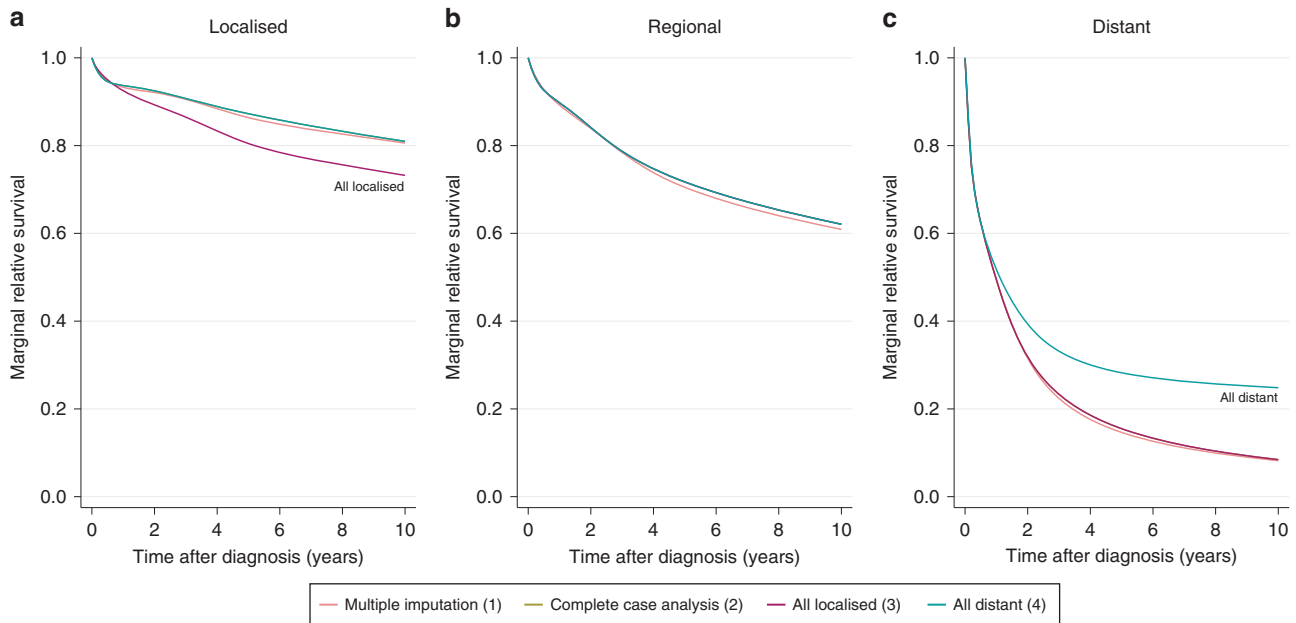 a
Localised
Marginal relative survival
1.0
0.8
0.6
0.4
0.2
0.0
All localised
0 2 4 6 8 10
Time after diagnosis (years)
b
Regional
Marginal relative survival
1.0
0.8
0.6
0.4
0.2
0.0
0 2 4 6 8 10
Time after diagnosis (years)
c
Distant
Marginal relative survival
1.0
0.8
0.6
0.4
0.2
0.0
All distant
0 2 4 6 8 10
Time after diagnosis (years)
Multiple imputation (1) Complete case analysis (2) All localised (3) All distant (4)